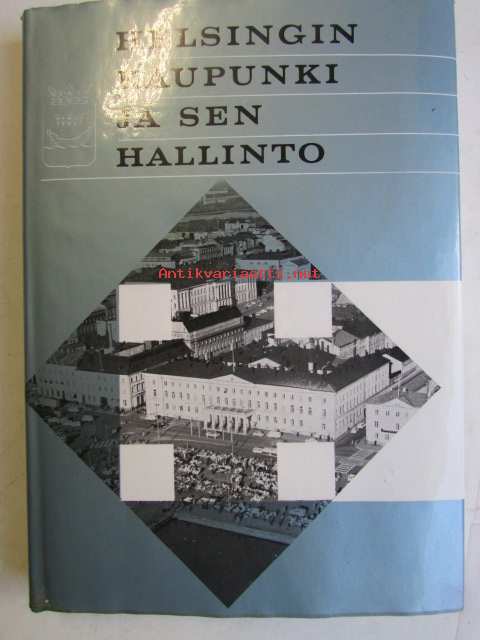 HELSINGIN
KAUPUNKI
JA SEN
HALLINTO
Antikvariaatti.net